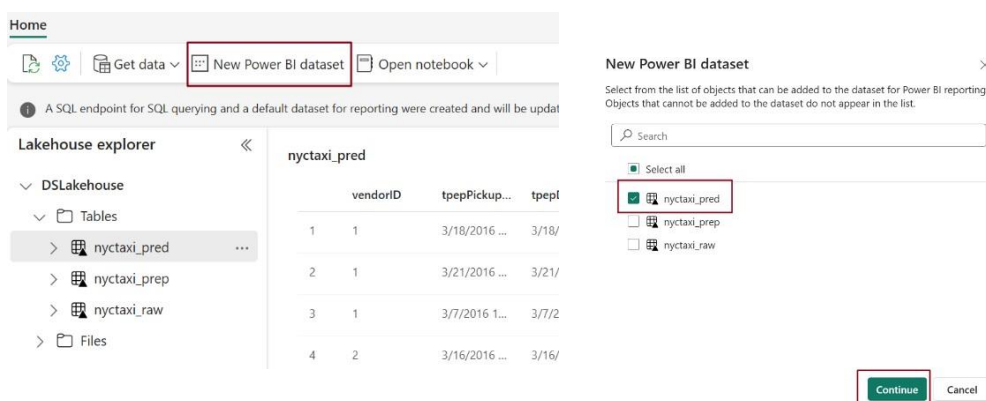 Home
Get data
New Power BI dataset
Open notebook
A SQL endpoint for SQL querying and a default dataset for reporting were created and will be
Lakehouse explorer
DSLakehouse
Tables
nyctaxi_pred
nyctaxi_prep
nyctaxi_raw
Files
nyctaxi_pred
vendorID tpepPickup...
1 1 3/18/2016 ... 3/18/
2 1 3/21/2016 ... 3/21/
3 1 3/7/2016 1... 3/7/2
4 2 3/16/2016 ... 3/16/
New Power BI dataset
Select from the list of objects that can be added to the dataset for Power BI reporting.
Objects that cannot be added to the dataset do not appear in the list.
Search
Select all
nyctaxi_pred
nyctaxi_prep
nyctaxi_raw
Continue
Cancel